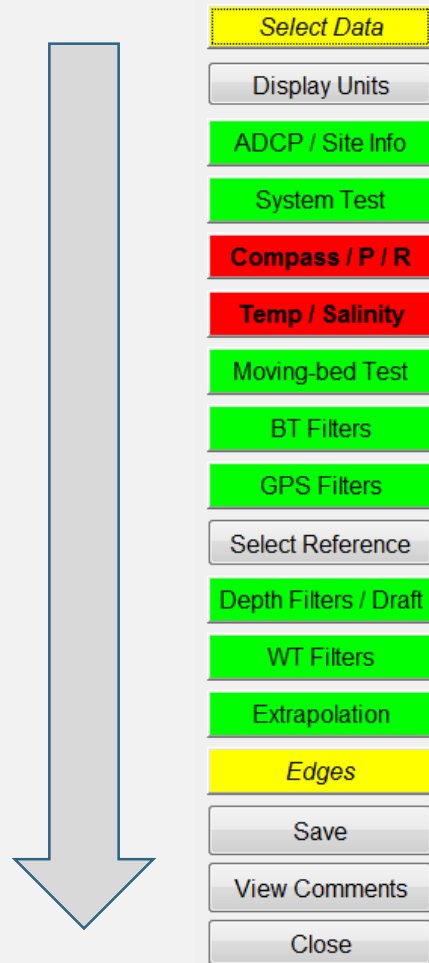 Select Data
Display Units
ADCP / Site Info
System Test
Compass / P / R
Temp / Salinity
Moving-bed Test
BT Filters
GPS Filters
Select Reference
Depth Filters / Draft
WT Filters
Extrapolation
Edges
Save
View Comments
Close